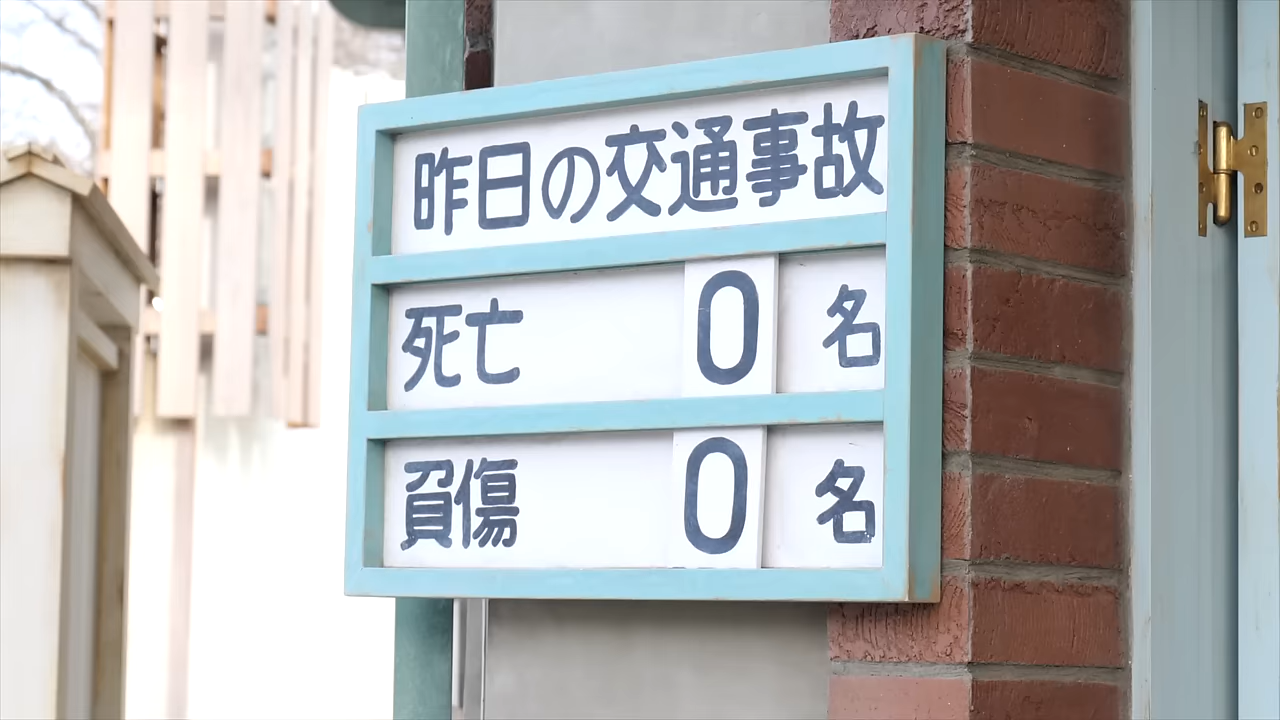 昨日の交通事故
死亡 0 名
負傷 0 名